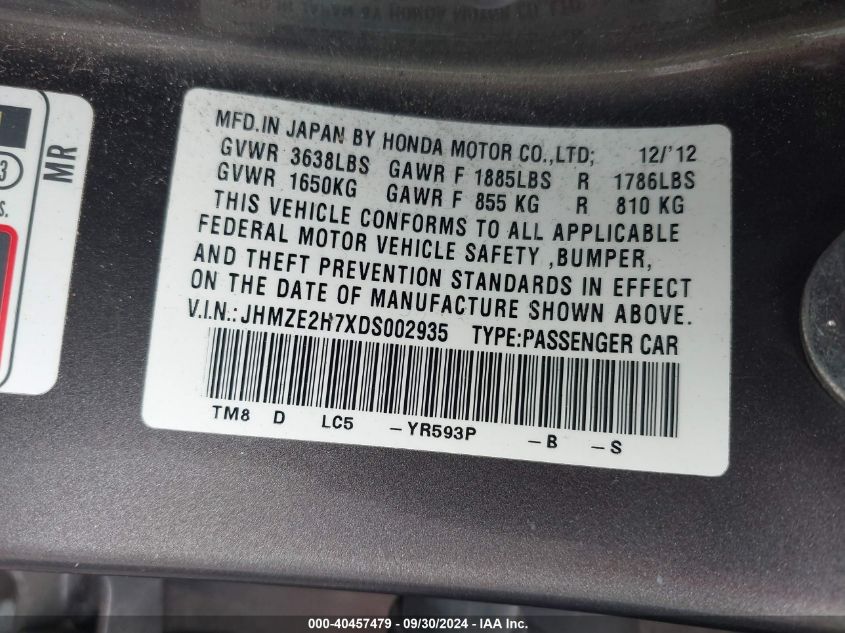 MFD.IN JAPAN BY HONDA MOTOR CO.,LTD; 12/'12
GVWR 3638LBS GAWR F 1885LBS R 1786LBS
GVWR 1650KG GAWR F 855 KG R 810 KG
THIS VEHICLE CONFORMS TO ALL APPLICABLE
FEDERAL MOTOR VEHICLE SAFETY ,BUMPER,
AND THEFT PREVENTION STANDARDS IN EFFECT
ON THE DATE OF MANUFACTURE SHOWN ABOVE.
V.I.N.:JHMZE2H7XDS002935 TYPE:PASSENGER CAR
TM8 D LC5 -YR593P -B -S
MR
3
S.
000-40457479 - 09/30/2024 - IAAI.com